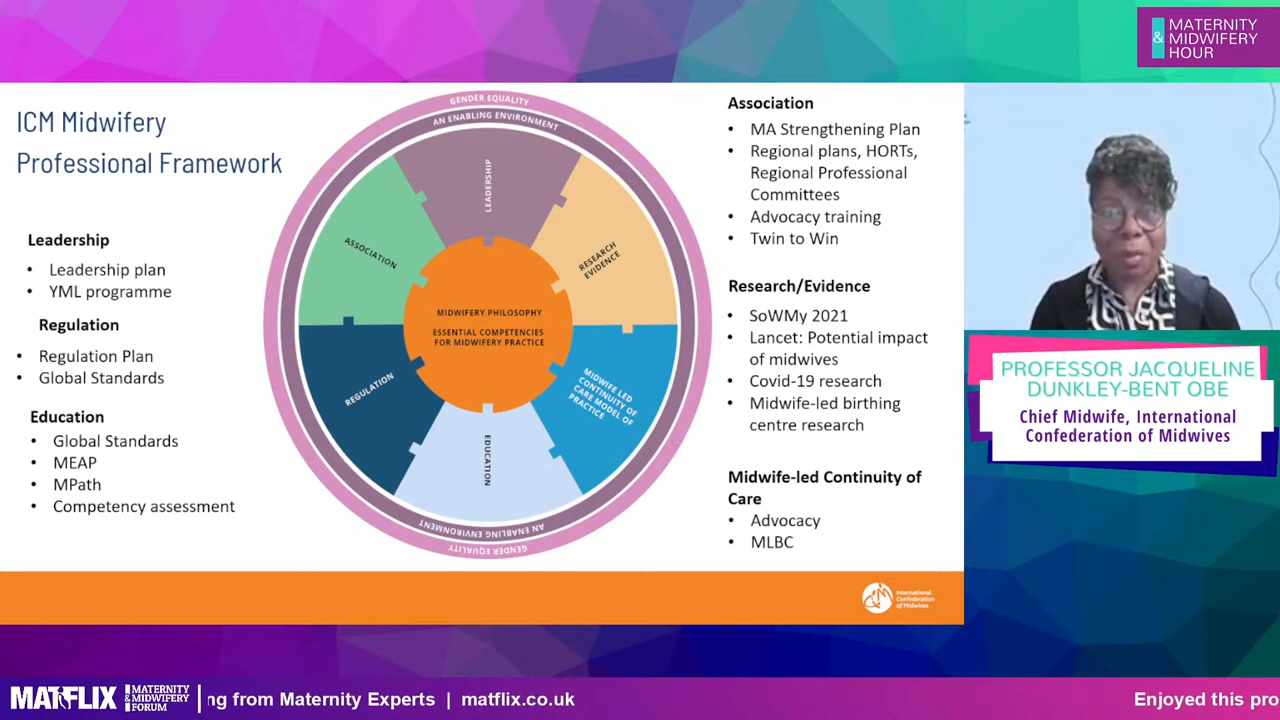 MATERNITY
& MIDWIFERY
HOUR
ICM Midwifery
Professional Framework
Leadership
• Leadership plan
• YML programme
Regulation
• Regulation Plan
• Global Standards
Education
• Global Standards
• MEAP
• MPath
• Competency assessment
GENDER EQUALITY
AN ENABLING ENVIRONMENT
LEADERSHIP
ASSOCIATION
RESEARCH
EVIDENCE
MIDWIFERY PHILOSOPHY
ESSENTIAL COMPETENCIES
FOR MIDWIFERY PRACTICE
REGULATION
MIDWIFE LED
CONTINUITY OF
CARE MODEL OF
PRACTICE
EDUCATION
AN ENABLING ENVIRONMENT
GENDER EQUALITY
Association
• MA Strengthening Plan
• Regional plans, HORTs,
Regional Professional
Committees
• Advocacy training
• Twin to Win
Research/Evidence
• SoWMy 2021
• Lancet: Potential impact
of midwives
• Covid-19 research
• Midwife-led birthing
centre research
Midwife-led Continuity of
Care
• Advocacy
• MLBC
International
Confederation
of Midwives
PROFESSOR JACQUELINE
DUNKLEY-BENT OBE
Chief Midwife, International
Confederation of Midwives
MATFLIX
MATERNITY
& MIDWIFERY
FORUM
ng from Maternity Experts | matflix.co.uk
Enjoyed this pro